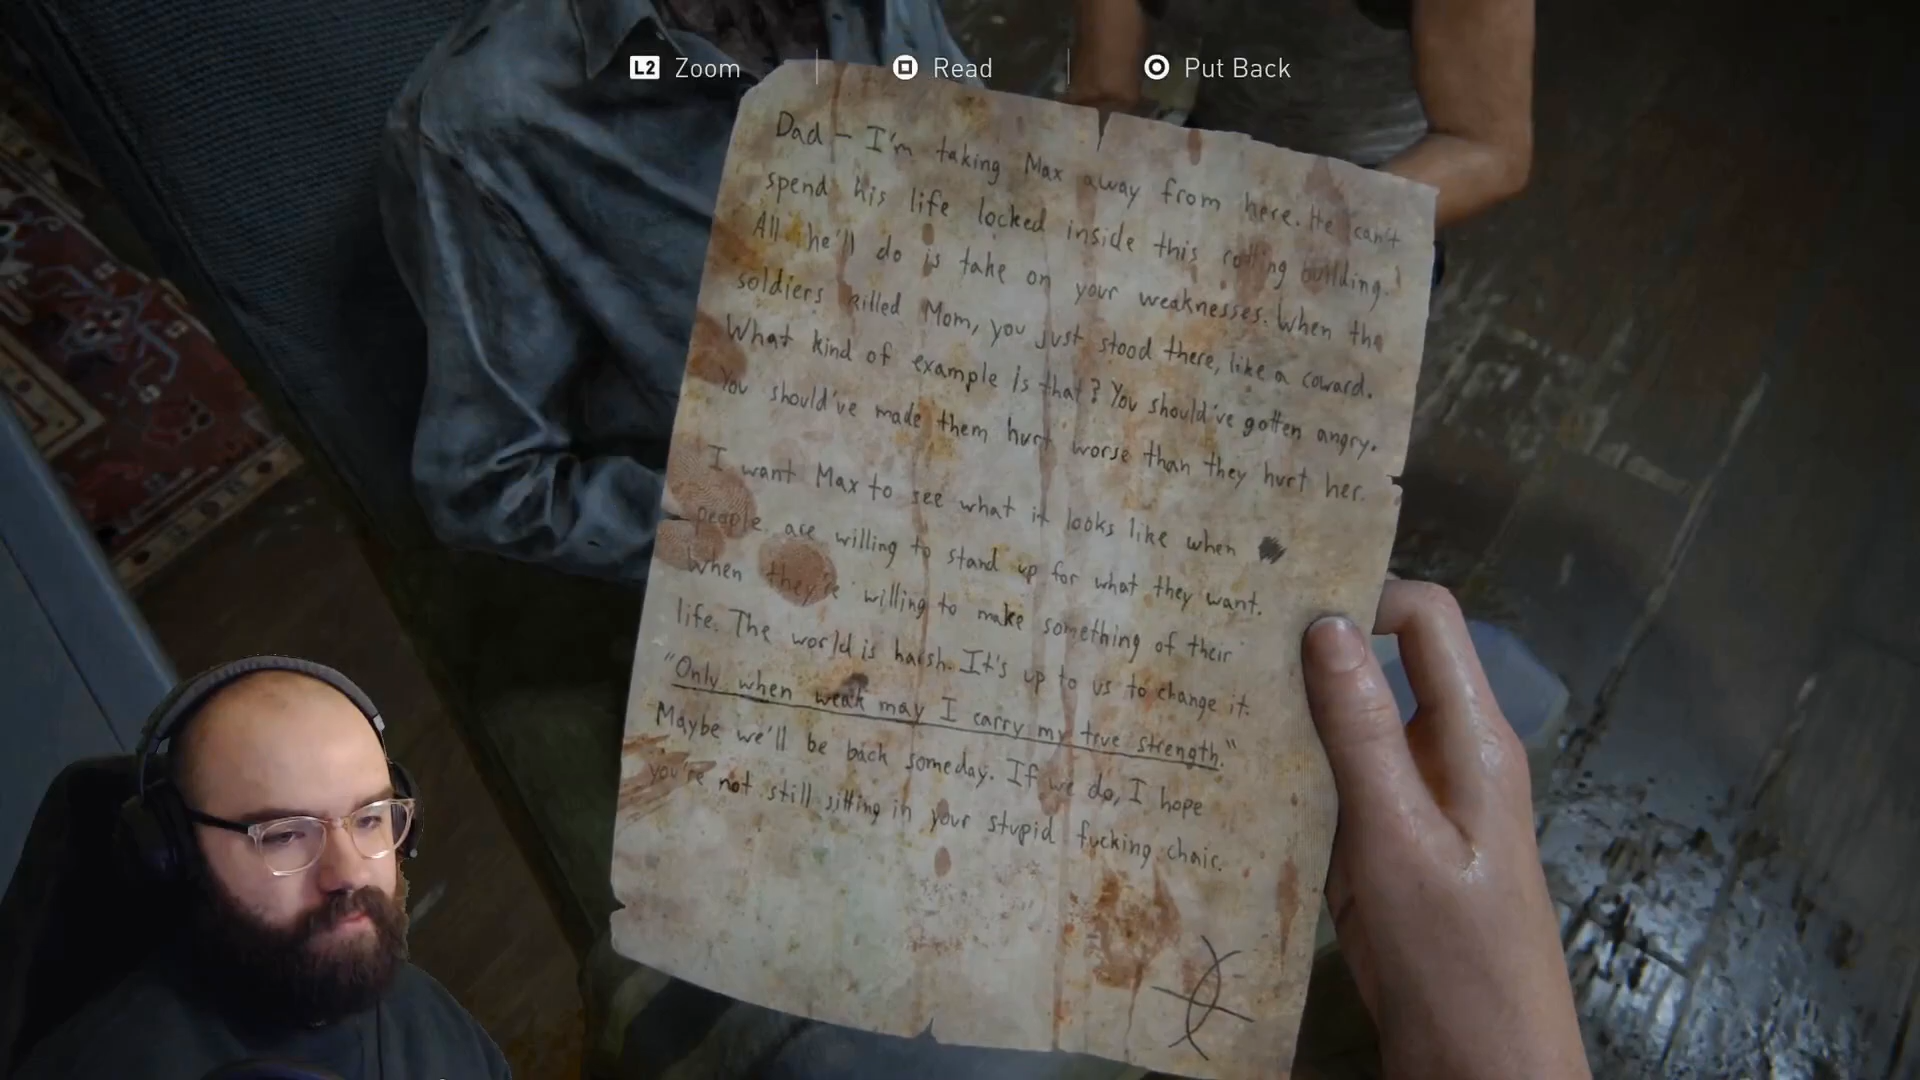 L2 Zoom Read Put Back
Dad – I'm taking Max away from here. He can't
spend his life locked inside this rotting building.
All he'll do is take on your weaknesses. When the
soldiers killed Mom, you just stood there, like a coward.
What kind of example is that? You should've gotten angry.
You should've made them hurt worse than they hurt her.
I want Max to see what it looks like when
people are willing to stand up for what they want.
When they're willing to make something of their
life. The world is harsh. It's up to us to change it.
"Only when weak may I carry my true strength."
Maybe we'll be back someday. If we do, I hope
you're not still sitting in your stupid fucking chair.